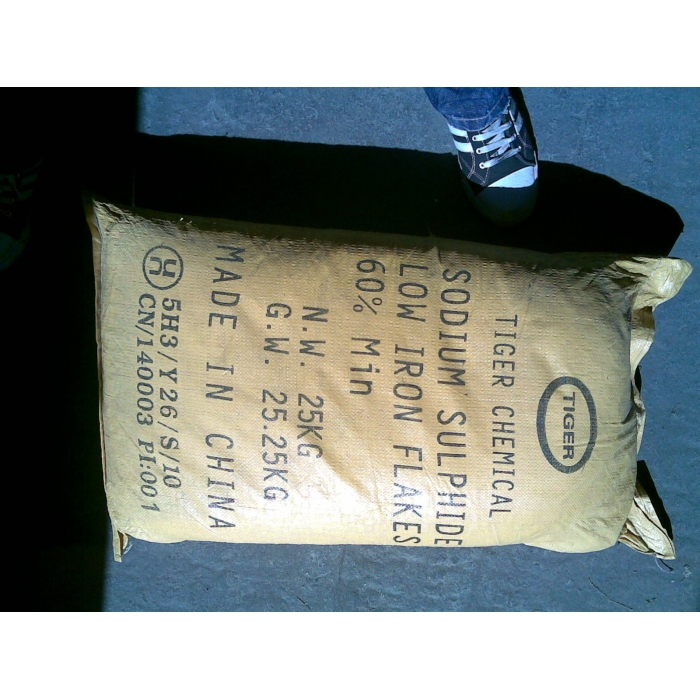 TIGER
TIGER CHEMICAL
SODIUM SULPHIDE
LOW IRON FLAKES
60% Min
N.W. 25KG
G.W. 25.25KG
MADE IN CHINA
5H3/Y26/S/10
CN/140003 PI:001